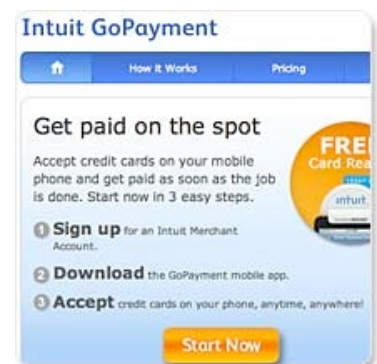 Intuit GoPayment
How It Works Pricing
Get paid on the spot
FREE
Card Rea
Accept credit cards on your mobile
phone and get paid as soon as the job
is done. Start now in 3 easy steps.
intuit
1 Sign up for an Intuit Merchant
Account.
2 Download the GoPayment mobile app.
3 Accept credit cards on your phone, anytime, anywhere!
Start Now